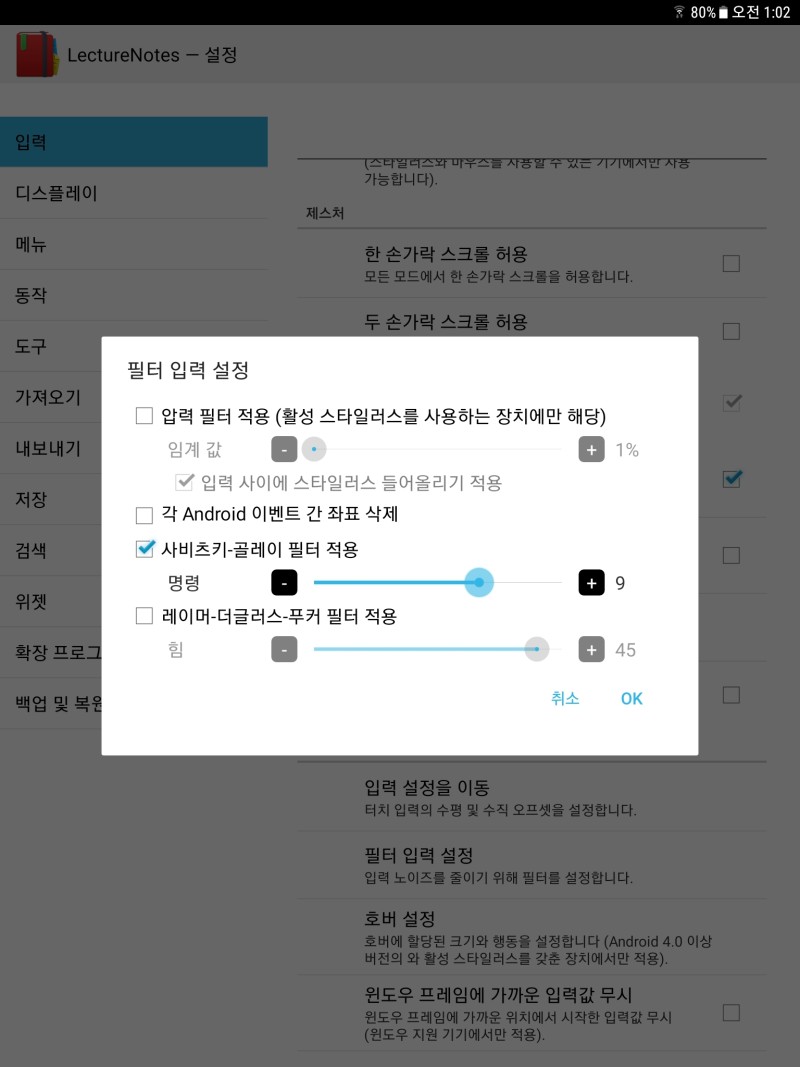 80% 오전 1:02
LectureNotes — 설정
입력
디스플레이
메뉴
동작
도구
가져오기
내보내기
저장
검색
위젯
확장 프로그
백업 및 복원
(스타일러스와 마우스를 사용할 수 있는 기기에서만 사용
가능합니다).
제스처
한 손가락 스크롤 허용
모든 모드에서 한 손가락 스크롤을 허용합니다.
두 손가락 스크롤 허용
필터 입력 설정
압력 필터 적용 (활성 스타일러스를 사용하는 장치에만 해당)
임계 값 - + 1%
입력 사이에 스타일러스 들어올리기 적용
각 Android 이벤트 간 좌표 삭제
사비츠키-골레이 필터 적용
명령 - + 9
레이머-더글러스-푸커 필터 적용
힘 - + 45
취소 OK
입력 설정을 이동
터치 입력의 수평 및 수직 오프셋을 설정합니다.
필터 입력 설정
입력 노이즈를 줄이기 위해 필터를 설정합니다.
호버 설정
호버에 할당된 크기와 행동을 설정합니다 (Android 4.0 이상
버전의 와 활성 스타일러스를 갖춘 장치에서만 적용).
윈도우 프레임에 가까운 입력값 무시
윈도우 프레임에 가까운 위치에서 시작한 입력값 무시
(윈도우 지원 기기에서만 적용).